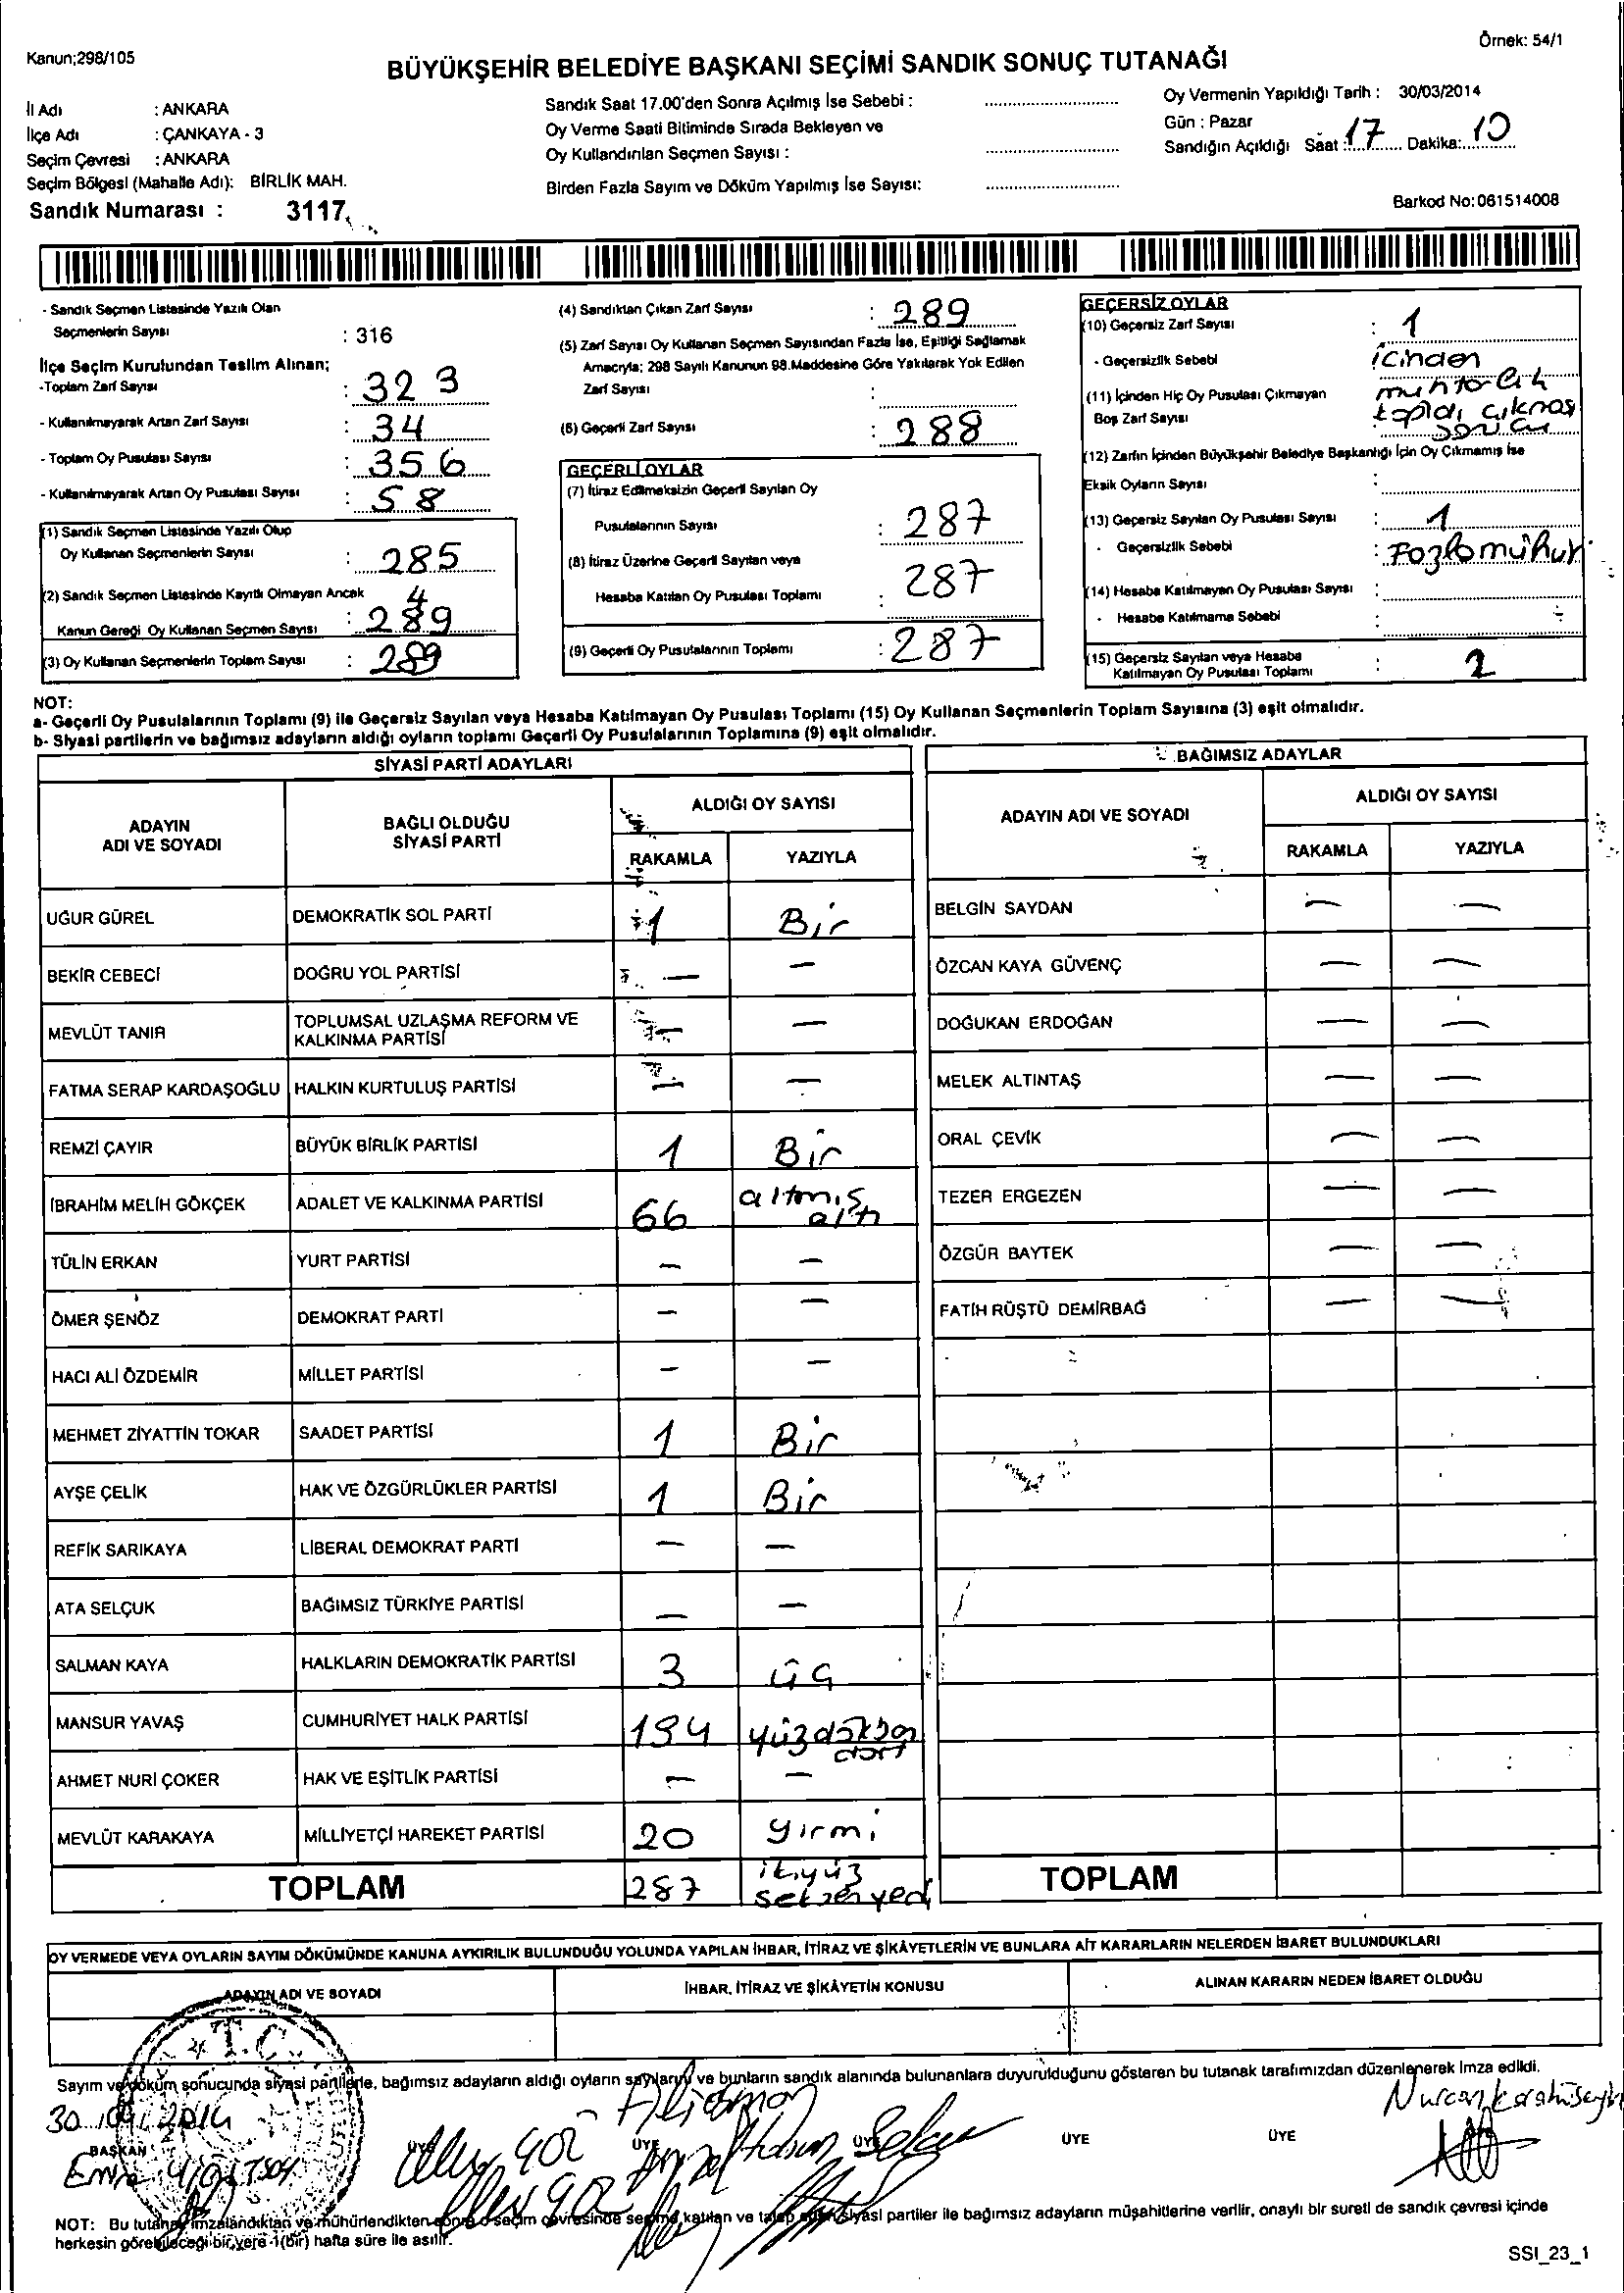 Kanun;298/105
Örnek: 54/1
BÜYÜKŞEHİR BELEDİYE BAŞKANI SEÇİMİ SANDIK SONUÇ TUTANAĞI
İl Adı : ANKARA
İlçe Adı : ÇANKAYA - 3
Seçim Çevresi : ANKARA
Seçim Bölgesi (Mahalle Adı): BİRLİK MAH.
Sandık Numarası : 3117
Sandık Saat 17.00'den Sonra Açılmış İse Sebebi :
Oy Verme Saati Bitiminde Sırada Bekleyen ve
Oy Kullandırılan Seçmen Sayısı :
Birden Fazla Sayım ve Döküm Yapılmış İse Sayısı:
Oy Vermenin Yapıldığı Tarih : 30/03/2014
Gün : Pazar
Sandığın Açıldığı Saat : 17 Dakika: 10
Barkod No:061514008
- Sandık Seçmen Listesinde Yazılı Olan
Seçmenlerin Sayısı : 316
İlçe Seçim Kurulundan Teslim Alınan;
-Toplam Zarf Sayısı : 323
- Kullanılmayarak Artan Zarf Sayısı : 34
- Toplam Oy Pusulası Sayısı : 356
- Kullanılmayarak Artan Oy Pusulası Sayısı : 58
(1) Sandık Seçmen Listesinde Yazılı Olup
Oy Kullanan Seçmenlerin Sayısı : 285
(2) Sandık Seçmen Listesinde Kayıtlı Olmayan Ancak 4
Kanun Gereği Oy Kullanan Seçmen Sayısı : 289
(3) Oy Kullanan Seçmenlerin Toplam Sayısı : 289
(4) Sandıktan Çıkan Zarf Sayısı : 289
(5) Zarf Sayısı Oy Kullanan Seçmen Sayısından Fazla İse, Eşitliği Sağlamak
Amacıyla; 298 Sayılı Kanunun 98.Maddesine Göre Yakılarak Yok Edilen
Zarf Sayısı :
(6) Geçerli Zarf Sayısı : 288
GEÇERLİ OYLAR
(7) İtiraz Edilmeksizin Geçerli Sayılan Oy
Pusulalarının Sayısı : 287
(8) İtiraz Üzerine Geçerli Sayılan veya
Hesaba Katılan Oy Pusulası Toplamı : 287
(9) Geçerli Oy Pusulalarının Toplamı : 287
GEÇERSİZ OYLAR
(10) Geçersiz Zarf Sayısı : 1
- Geçersizlik Sebebi : içinden
muhtarlık
(11) İçinden Hiç Oy Pusulası Çıkmayan
Boş Zarf Sayısı
(12) Zarfın İçinden Büyükşehir Belediye Başkanlığı İçin Oy Çıkmamış İse
Eksik Oyların Sayısı :
(13) Geçersiz Sayılan Oy Pusulası Sayısı : 1
- Geçersizlik Sebebi : Fazla mühür
(14) Hesaba Katılmayan Oy Pusulası Sayısı :
- Hesaba Katılmama Sebebi :
(15) Geçersiz Sayılan veya Hesaba
Katılmayan Oy Pusulası Toplamı : 2
NOT:
a- Geçerli Oy Pusulalarının Toplamı (9) ile Geçersiz Sayılan veya Hesaba Katılmayan Oy Pusulası Toplamı (15) Oy Kullanan Seçmenlerin Toplam Sayısına (3) eşit olmalıdır.
b- Siyasi partilerin ve bağımsız adayların aldığı oyların toplamı Geçerli Oy Pusulalarının Toplamına (9) eşit olmalıdır.
SİYASİ PARTİ ADAYLARI
ADAYIN ADI VE SOYADI
BAĞLI OLDUĞU SİYASİ PARTİ
ALDIĞI OY SAYISI
RAKAMLA YAZIYLA
UĞUR GÜREL DEMOKRATİK SOL PARTİ 1 Bir
BEKİR CEBECİ DOĞRU YOL PARTİSİ — —
MEVLÜT TANIR TOPLUMSAL UZLAŞMA REFORM VE KALKINMA PARTİSİ — —
FATMA SERAP KARDAŞOĞLU HALKIN KURTULUŞ PARTİSİ — —
REMZİ ÇAYIR BÜYÜK BİRLİK PARTİSİ 1 Bir
İBRAHİM MELİH GÖKÇEK ADALET VE KALKINMA PARTİSİ 66 altmış altı
TÜLİN ERKAN YURT PARTİSİ — —
ÖMER ŞENÖZ DEMOKRAT PARTİ — —
HACI ALİ ÖZDEMİR MİLLET PARTİSİ — —
MEHMET ZİYATTİN TOKAR SAADET PARTİSİ 1 Bir
AYŞE ÇELİK HAK VE ÖZGÜRLÜKLER PARTİSİ 1 Bir
REFİK SARIKAYA LİBERAL DEMOKRAT PARTİ — —
ATA SELÇUK BAĞIMSIZ TÜRKİYE PARTİSİ — —
SALMAN KAYA HALKLARIN DEMOKRATİK PARTİSİ 3 üç
MANSUR YAVAŞ CUMHURİYET HALK PARTİSİ 194 yüzdoksan dört
AHMET NURİ ÇOKER HAK VE EŞİTLİK PARTİSİ — —
MEVLÜT KARAKAYA MİLLİYETÇİ HAREKET PARTİSİ 20 yirmi
TOPLAM 287 ikiyüz seksenyedi
BAĞIMSIZ ADAYLAR
ADAYIN ADI VE SOYADI
ALDIĞI OY SAYISI
RAKAMLA YAZIYLA
BELGİN SAYDAN — —
ÖZCAN KAYA GÜVENÇ — —
DOĞUKAN ERDOĞAN — —
MELEK ALTINTAŞ — —
ORAL ÇEVİK — —
TEZER ERGEZEN — —
ÖZGÜR BAYTEK — —
FATİH RÜŞTÜ DEMİRBAĞ — —
TOPLAM
OY VERMEDE VEYA OYLARIN SAYIM DÖKÜMÜNDE KANUNA AYKIRILIK BULUNDUĞU YOLUNDA YAPILAN İHBAR, İTİRAZ VE ŞİKÂYETLERİN VE BUNLARA AİT KARARLARIN NELERDEN İBARET BULUNDUKLARI
ADAYIN ADI VE SOYADI
İHBAR, İTİRAZ VE ŞİKÂYETİN KONUSU
ALINAN KARARIN NEDEN İBARET OLDUĞU
T.C.
Sayım ve döküm sonucunda siyasi partilerle, bağımsız adayların aldığı oyların sayılarını ve bunların sandık alanında bulunanlara duyurulduğunu gösteren bu tutanak tarafımızdan düzenlenerek imza edildi.
BAŞKAN ÜYE ÜYE ÜYE ÜYE ÜYE
NOT: Bu tutanak imzalandıktan ve mühürlendikten sonra o seçim çevresinde seçime katılan ve talep eden siyasi partiler ile bağımsız adayların müşahitlerine verilir, onaylı bir sureti de sandık çevresi içinde
herkesin görebileceği bir yere 1(bir) hafta süre ile asılır.
SSI_23_1